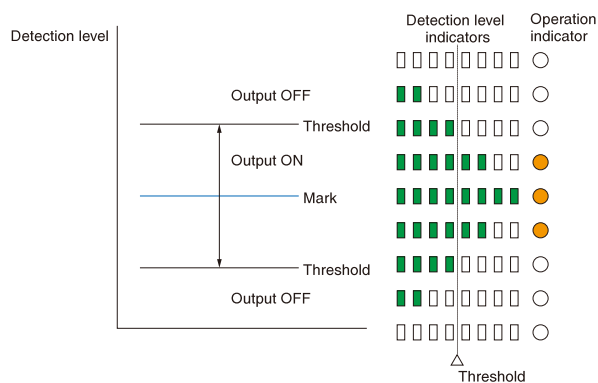 Detection level
indicators
Operation
indicator
Detection level
Output OFF
Threshold
Output ON
Mark
Threshold
Output OFF
Threshold